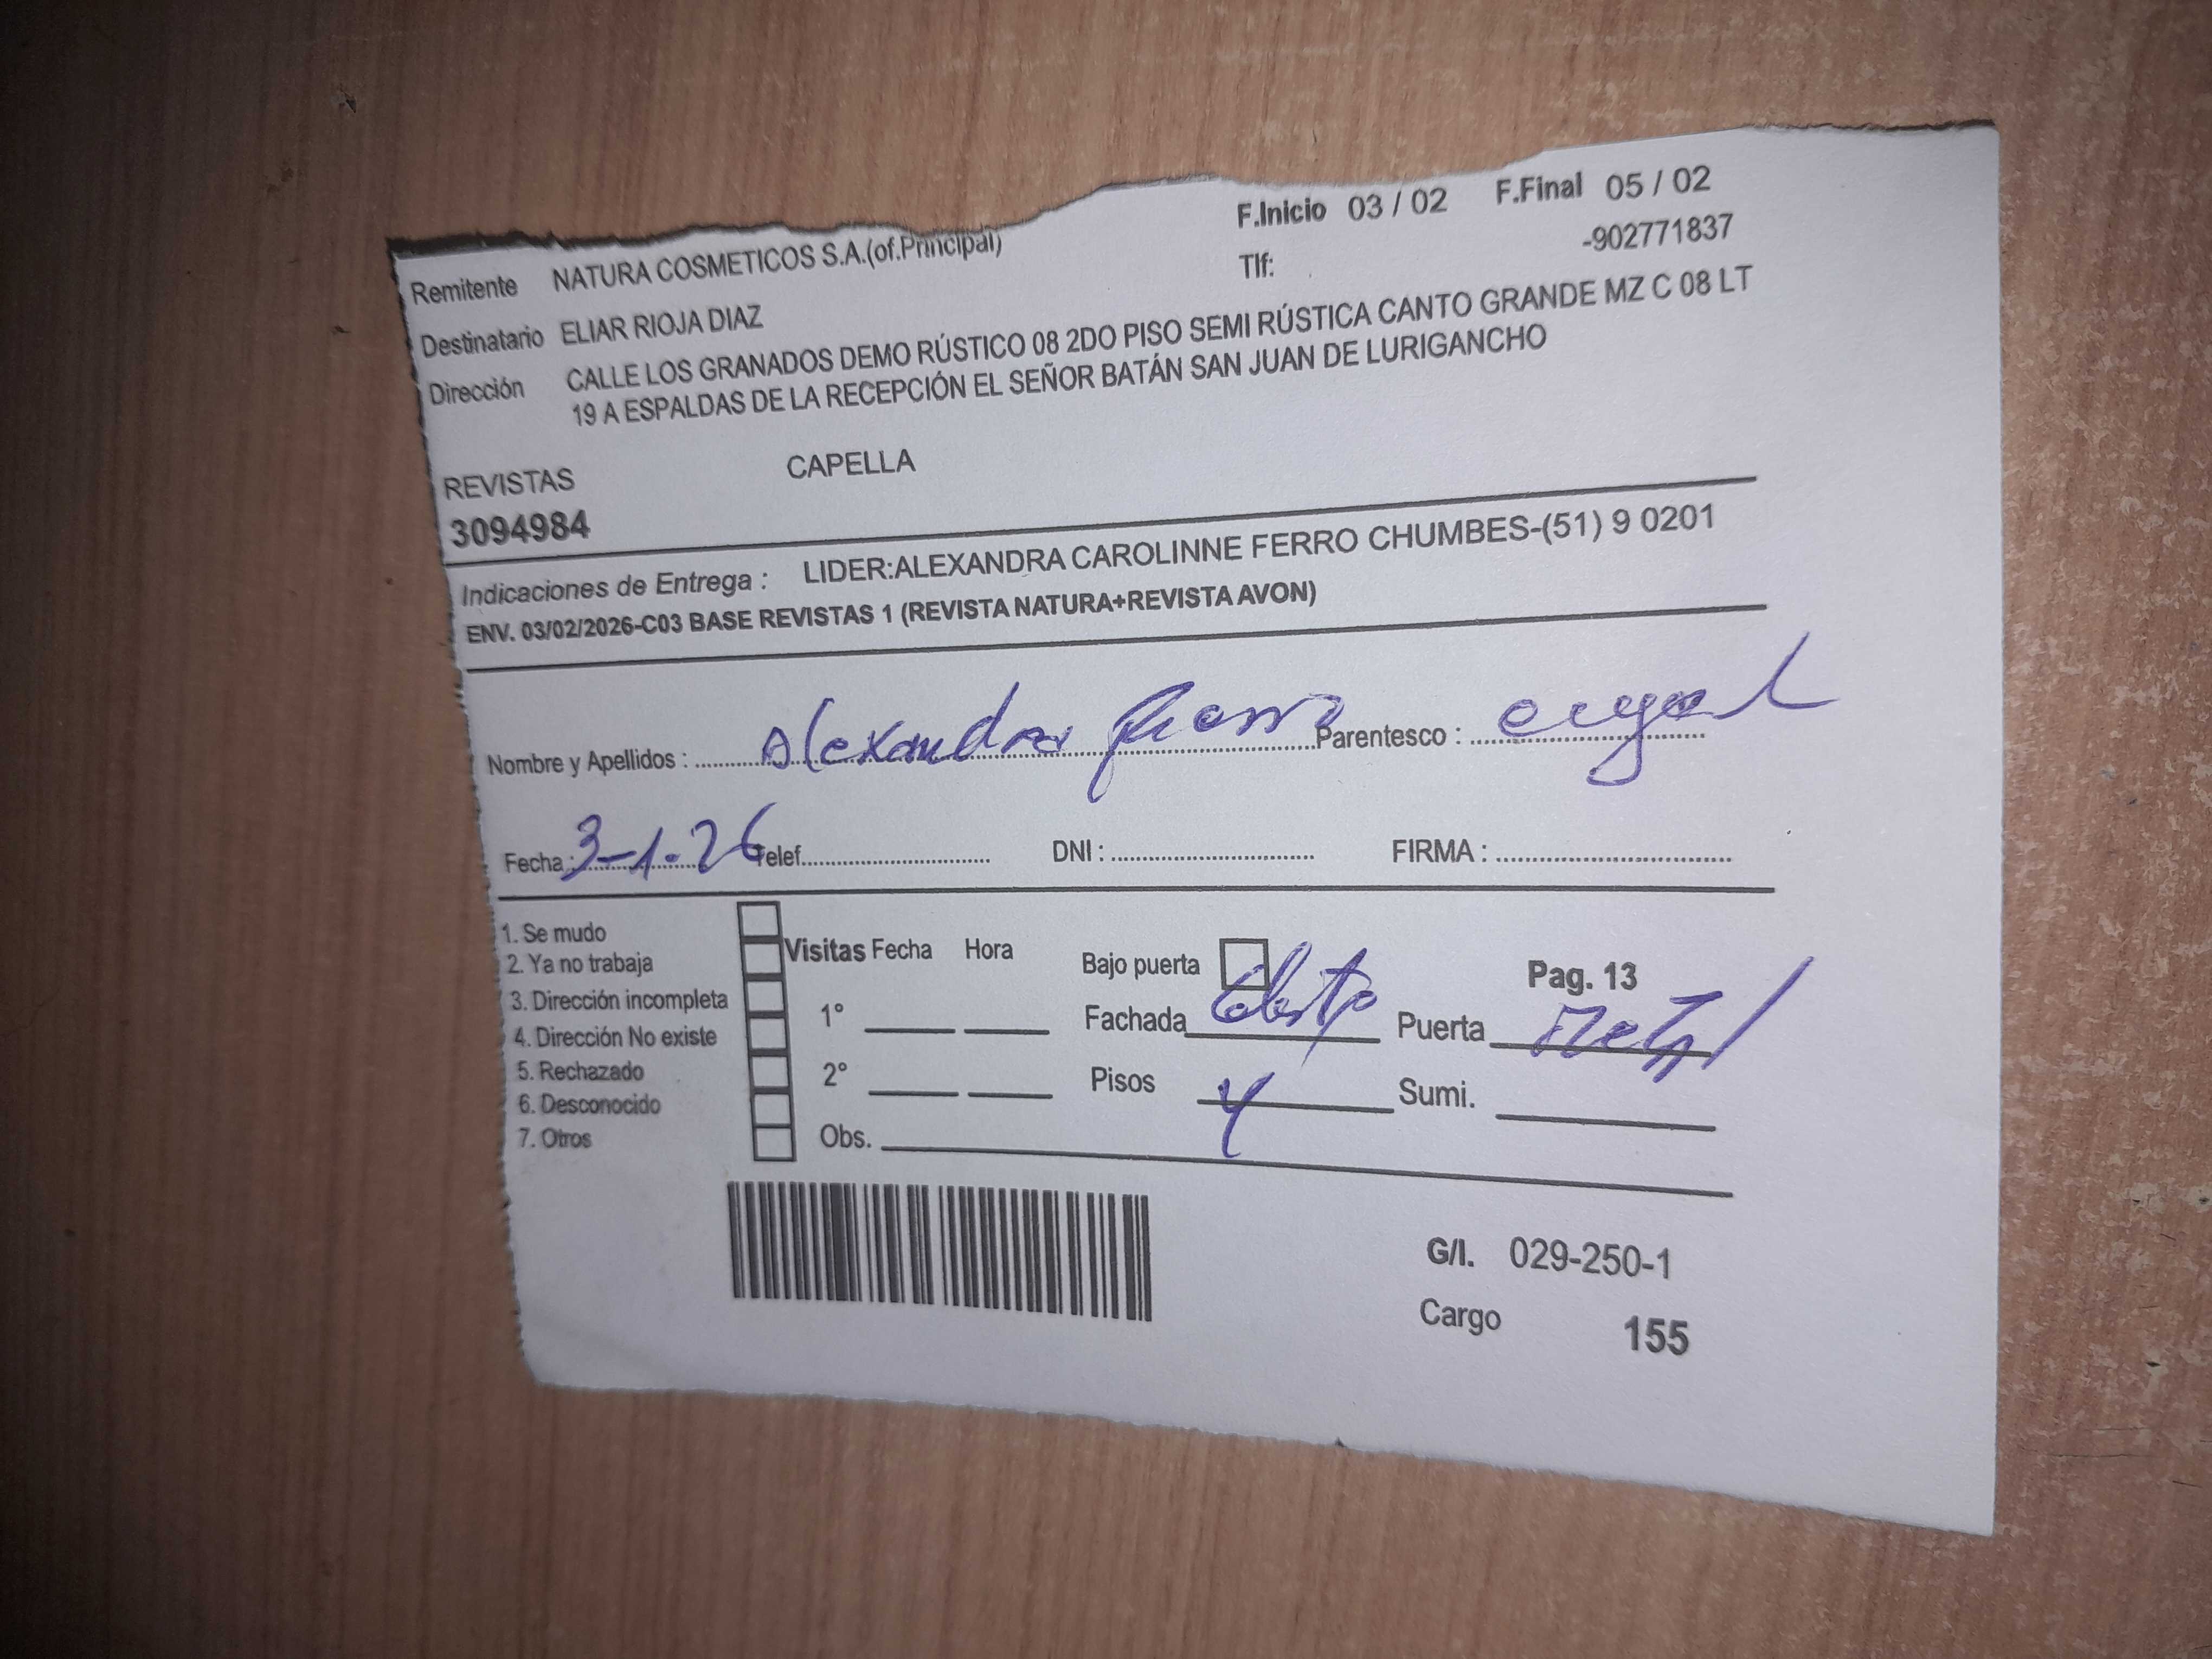 F.Inicio 03 / 02 F.Final 05 / 02
Remitente NATURA COSMETICOS S.A.(of.Principal) Tlf: -902771837
Destinatario ELIAR RIOJA DIAZ
Dirección CALLE LOS GRANADOS DEMO RÚSTICO 08 2DO PISO SEMI RÚSTICA CANTO GRANDE MZ C 08 LT
19 A ESPALDAS DE LA RECEPCIÓN EL SEÑOR BATÁN SAN JUAN DE LURIGANCHO
REVISTAS CAPELLA
3094984
Indicaciones de Entrega : LIDER:ALEXANDRA CAROLINNE FERRO CHUMBES-(51) 9 0201
ENV. 03/02/2026-C03 BASE REVISTAS 1 (REVISTA NATURA+REVISTA AVON)
Nombre y Apellidos : Alexandra Parentesco :
Fecha : 3-1-26 Telef. DNI : FIRMA :
1. Se mudo
2. Ya no trabaja Visitas Fecha Hora Bajo puerta Pag. 13
3. Dirección incompleta 1° Fachada Puerta Metal
4. Dirección No existe
5. Rechazado 2° Pisos 4 Sumi.
6. Desconocido
7. Otros Obs.
G/I. 029-250-1
Cargo 155